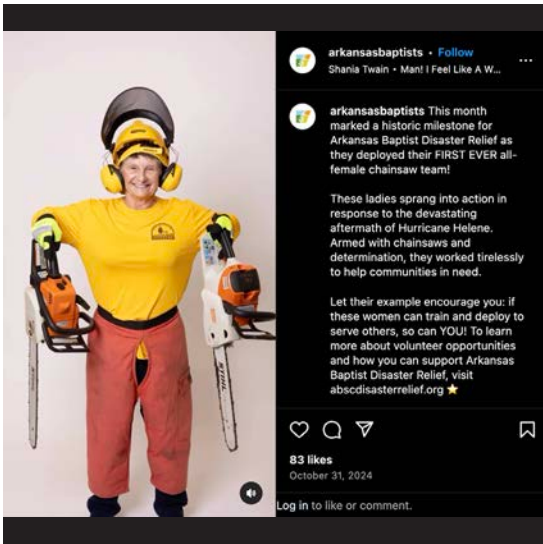 arkansasbaptists • Follow
Shania Twain • Man! I Feel Like A W...
arkansasbaptists This month
marked a historic milestone for
Arkansas Baptist Disaster Relief as
they deployed their FIRST EVER all-
female chainsaw team!
These ladies sprang into action in
response to the devastating
aftermath of Hurricane Helene.
Armed with chainsaws and
determination, they worked tirelessly
to help communities in need.
Let their example encourage you: if
these women can train and deploy to
serve others, so can YOU! To learn
more about volunteer opportunities
and how you can support Arkansas
Baptist Disaster Relief, visit
abscdisasterrelief.org ⭐
83 likes
October 31, 2024
Log in to like or comment.
STIHL